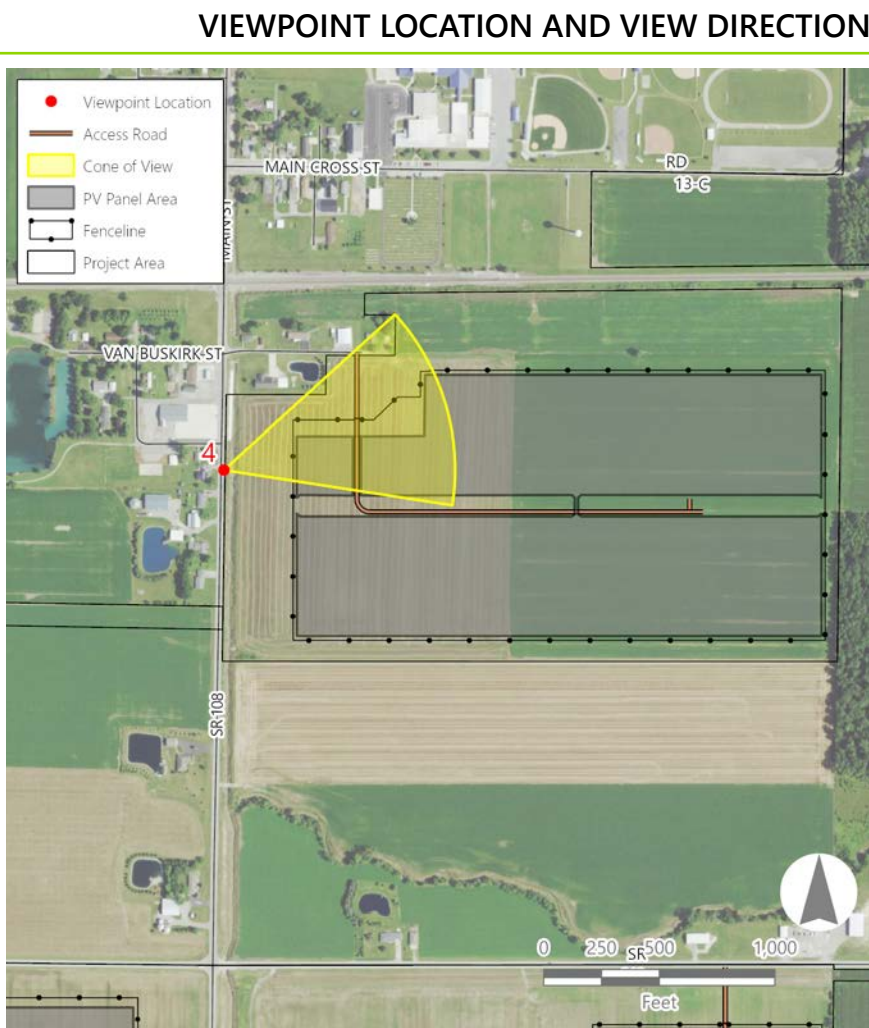 VIEWPOINT LOCATION AND VIEW DIRECTION
Viewpoint Location
Access Road
Cone of View
PV Panel Area
Fenceline
Project Area
MAIN CROSS ST
RD
13-C
MAIN ST
VAN BUSKIRK ST
4
SR 108
SR
0 250 500 1,000
Feet